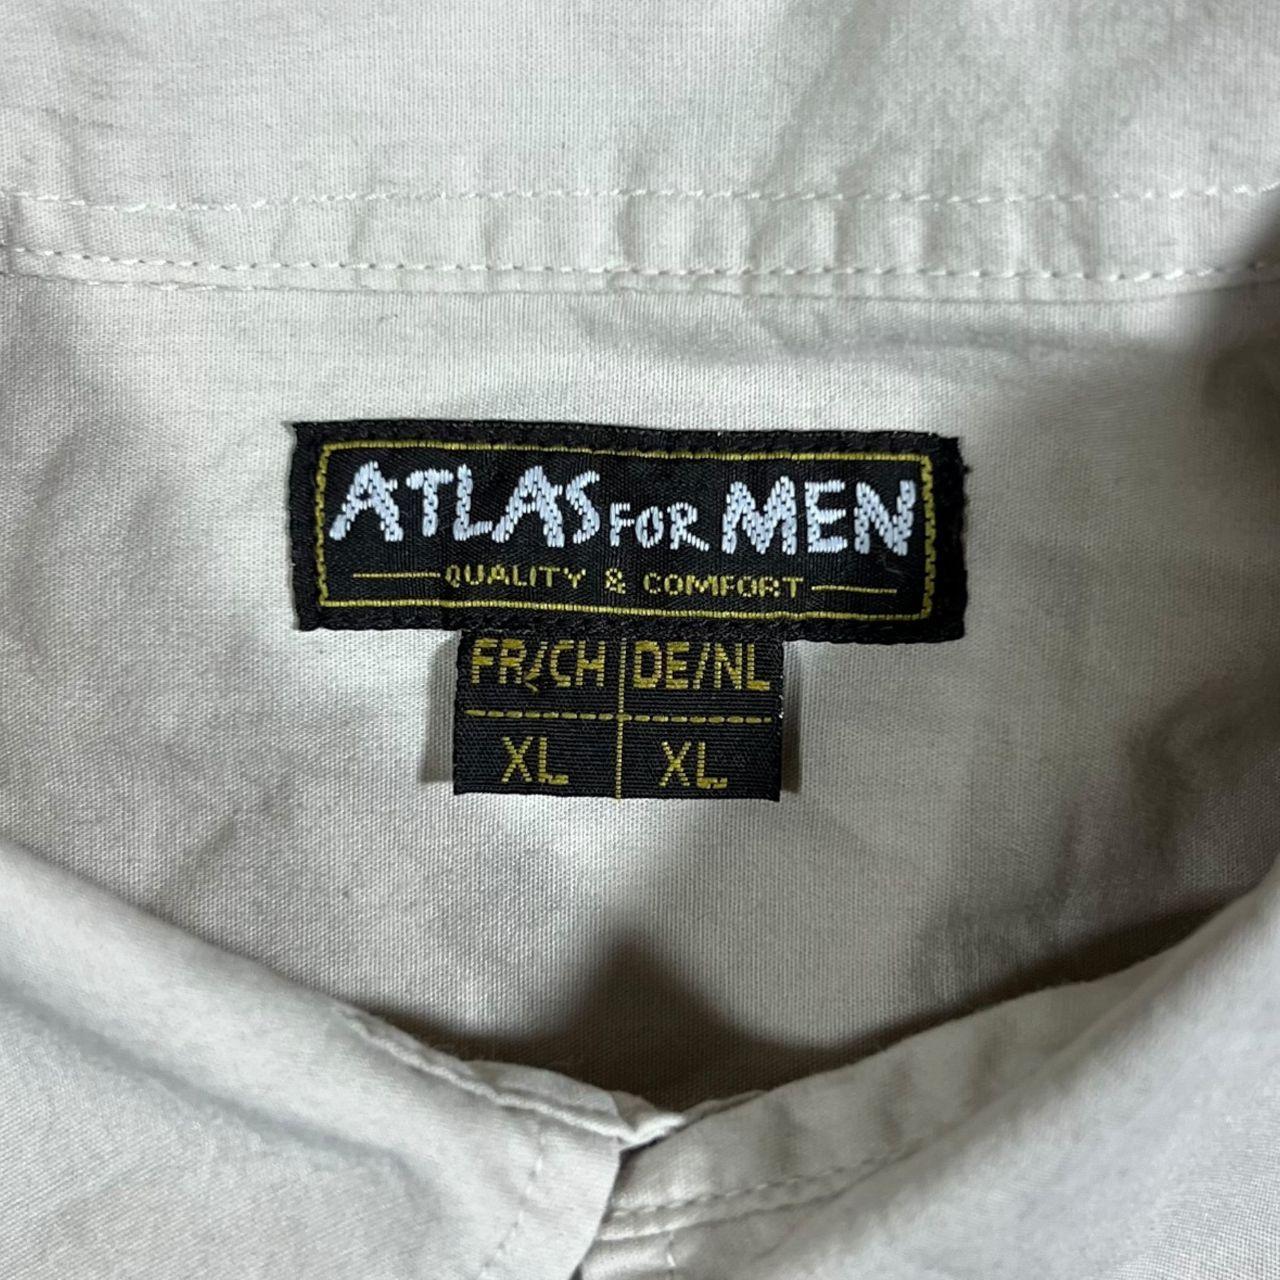 ATLAS FOR MEN
QUALITY & COMFORT
FR/CH DE/NL
XL XL